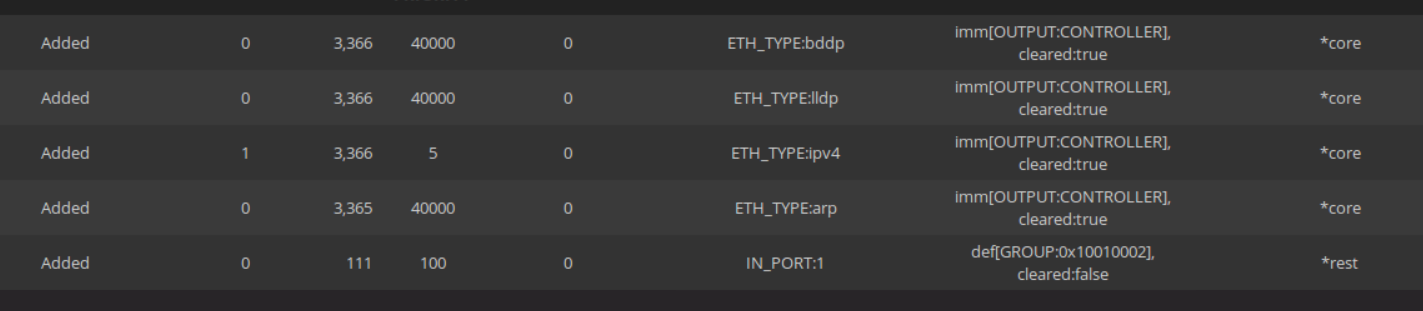 Added 0 3,366 40000 0 ETH_TYPE:bddp imm[OUTPUT:CONTROLLER], cleared:true *core
Added 0 3,366 40000 0 ETH_TYPE:lldp imm[OUTPUT:CONTROLLER], cleared:true *core
Added 1 3,366 5 0 ETH_TYPE:ipv4 imm[OUTPUT:CONTROLLER], cleared:true *core
Added 0 3,365 40000 0 ETH_TYPE:arp imm[OUTPUT:CONTROLLER], cleared:true *core
Added 0 111 100 0 IN_PORT:1 def[GROUP:0x10010002], cleared:false *rest